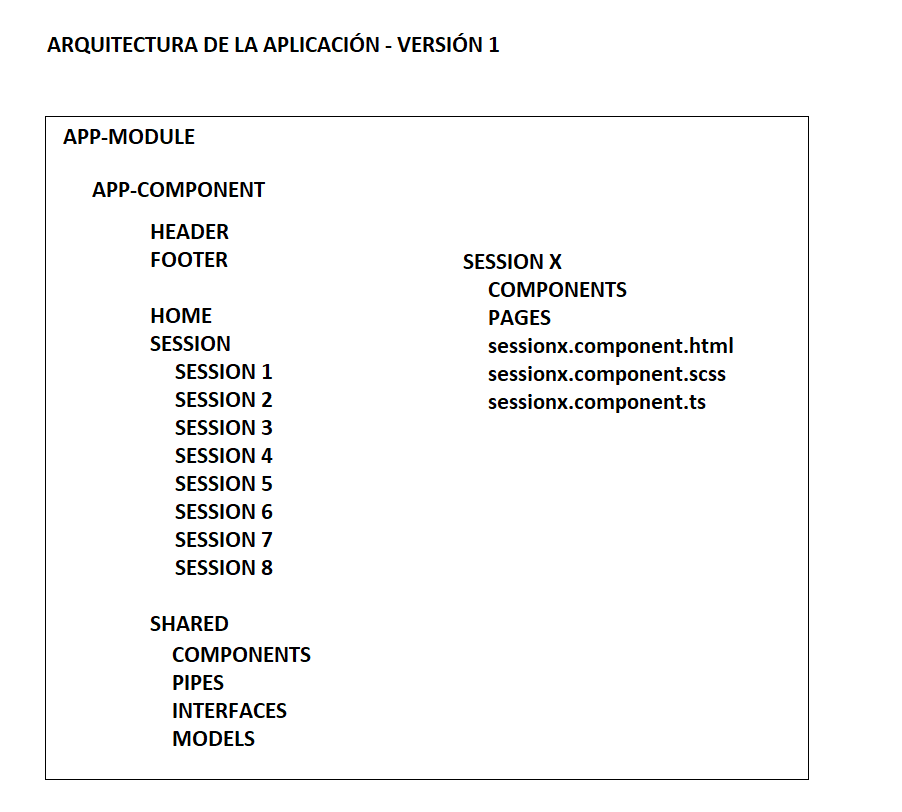 ARQUITECTURA DE LA APLICACIÓN - VERSIÓN 1
APP-MODULE
APP-COMPONENT
HEADER
FOOTER
HOME
SESSION
SESSION 1
SESSION 2
SESSION 3
SESSION 4
SESSION 5
SESSION 6
SESSION 7
SESSION 8
SHARED
COMPONENTS
PIPES
INTERFACES
MODELS
SESSION X
COMPONENTS
PAGES
sessionx.component.html
sessionx.component.scss
sessionx.component.ts